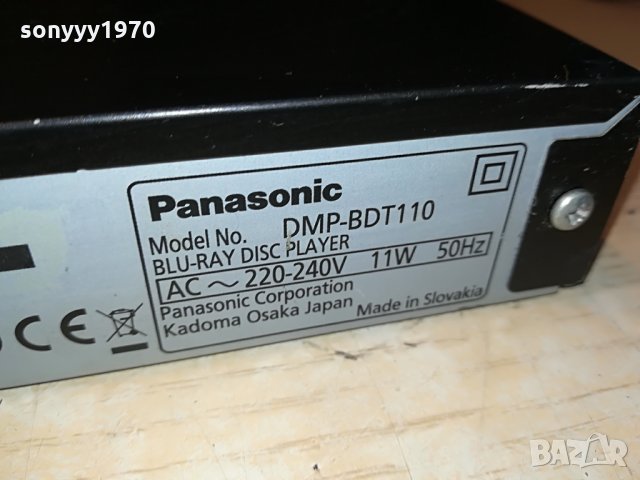 sonyyy1970
Panasonic
Model No. DMP-BDT110
BLU-RAY DISC PLAYER
AC ~ 220-240V 11W 50Hz
Panasonic Corporation
Kadoma Osaka Japan Made in Slovakia
CE
BAZAR